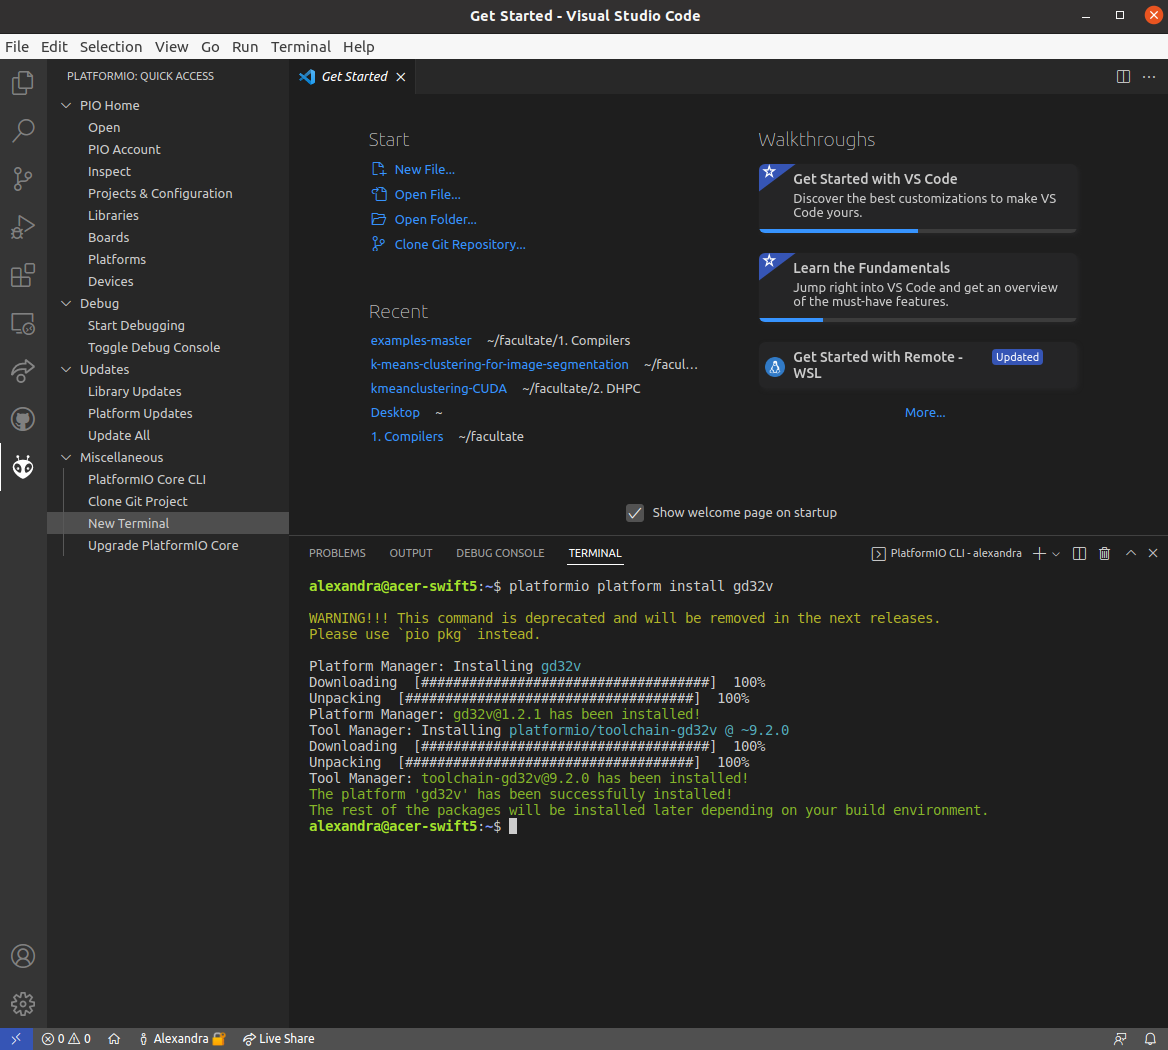 Get Started - Visual Studio Code
File Edit Selection View Go Run Terminal Help
PLATFORMIO: QUICK ACCESS
PIO Home
Open
PIO Account
Inspect
Projects & Configuration
Libraries
Boards
Platforms
Devices
Debug
Start Debugging
Toggle Debug Console
Updates
Library Updates
Platform Updates
Update All
Miscellaneous
PlatformIO Core CLI
Clone Git Project
New Terminal
Upgrade PlatformIO Core
Get Started
Start
New File...
Open File...
Open Folder...
Clone Git Repository...
Recent
examples-master ~/facultate/1. Compilers
k-means-clustering-for-image-segmentation ~/facul...
kmeanclustering-CUDA ~/facultate/2. DHPC
Desktop ~
1. Compilers ~/facultate
Walkthroughs
Get Started with VS Code
Discover the best customizations to make VS
Code yours.
Learn the Fundamentals
Jump right into VS Code and get an overview
of the must-have features.
Get Started with Remote - Updated
WSL
More...
Show welcome page on startup
PROBLEMS OUTPUT DEBUG CONSOLE TERMINAL PlatformIO CLI - alexandra
alexandra@acer-swift5:~$ platformio platform install gd32v
WARNING!!! This command is deprecated and will be removed in the next releases.
Please use `pio pkg` instead.
Platform Manager: Installing gd32v
Downloading [####################################] 100%
Unpacking [####################################] 100%
Platform Manager: gd32v@1.2.1 has been installed!
Tool Manager: Installing platformio/toolchain-gd32v @ ~9.2.0
Downloading [####################################] 100%
Unpacking [####################################] 100%
Tool Manager: toolchain-gd32v@9.2.0 has been installed!
The platform 'gd32v' has been successfully installed!
The rest of the packages will be installed later depending on your build environment.
alexandra@acer-swift5:~$
0 0 Alexandra Live Share